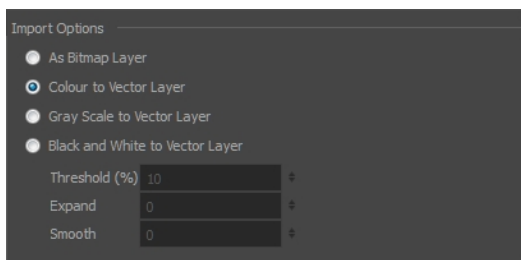 Import Options
As Bitmap Layer
Colour to Vector Layer
Gray Scale to Vector Layer
Black and White to Vector Layer
Threshold (%) 10
Expand 0
Smooth 0